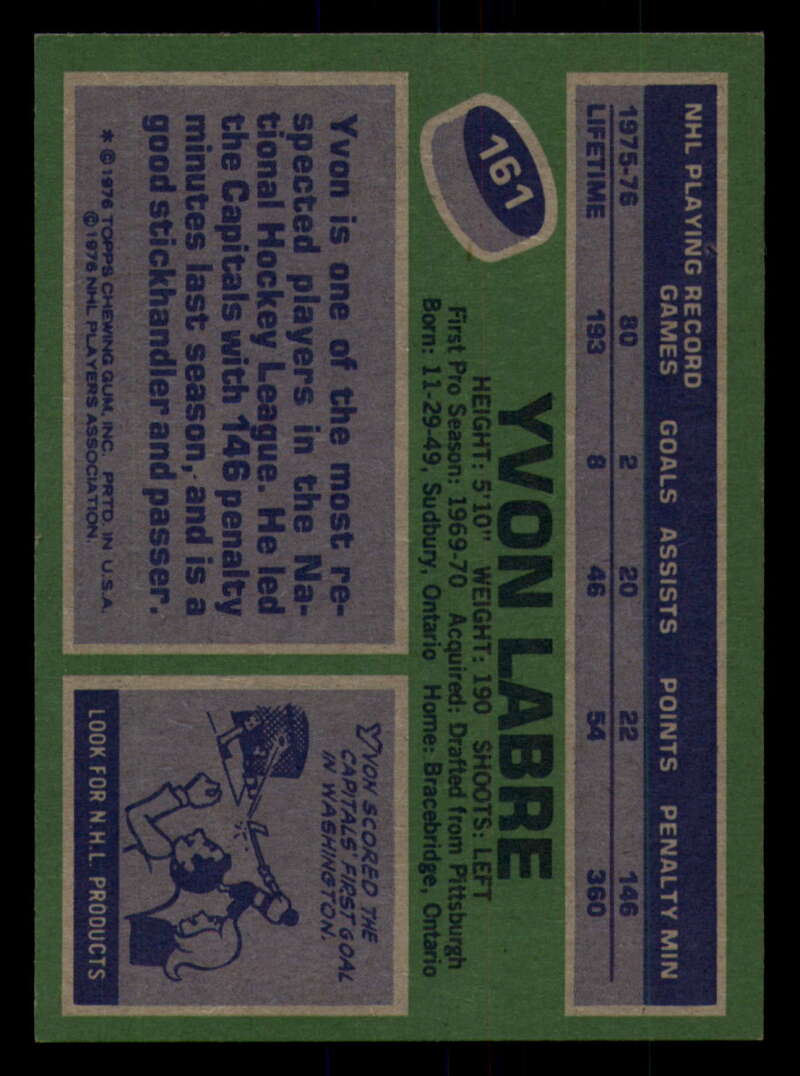 NHL PLAYING RECORD
GAMES GOALS ASSISTS POINTS PENALTY MIN
1975-76 80 2 20 22 146
LIFETIME 193 8 46 54 360
161
YVON LABRE
HEIGHT: 5'10" WEIGHT: 190 SHOOTS: LEFT
First Pro Season: 1969-70 Acquired: Drafted from Pittsburgh
Born: 11-29-49, Sudbury, Ontario Home: Bracebridge, Ontario
Yvon is one of the most re-
spected players in the Na-
tional Hockey League. He led
the Capitals with 146 penalty
minutes last season, and is a
good stickhandler and passer.
* © 1976 TOPPS CHEWING GUM, INC. PRTD. IN U.S.A.
© 1976 NHL PLAYERS ASSOCIATION.
YVON SCORED THE
CAPITALS' FIRST GOAL
IN WASHINGTON.
LOOK FOR N.H.L. PRODUCTS